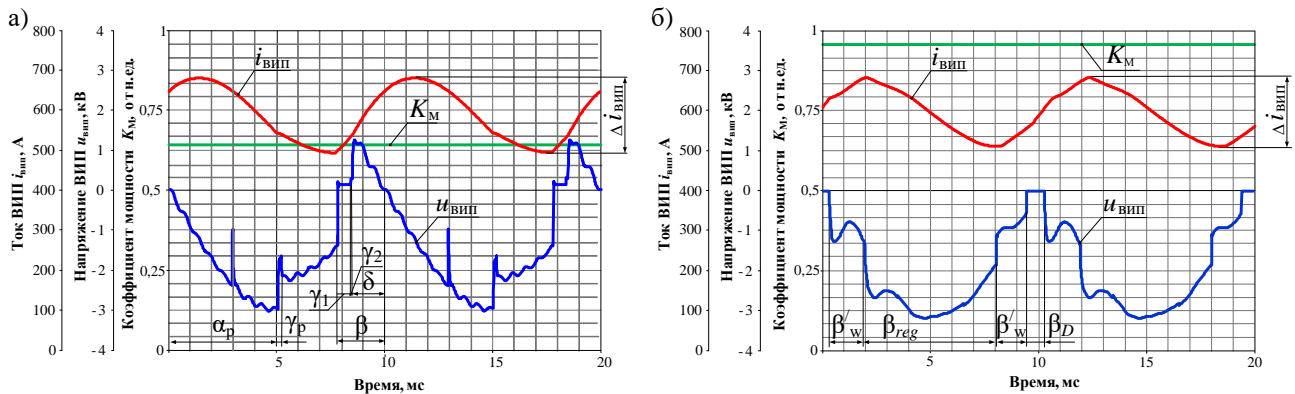 а)
800
700
600
500
400
300
200
100
0
Ток ВИП iвип, А
4
3
2
1
0
-1
-2
-3
-4
Напряжение ВИП uвип, кВ
1
0,75
0,5
0,25
0
Коэффициент мощности Kм, отн.ед.
iвип
Kм
Δ iвип
uвип
γ2
γ1
δ
αр
γр
β
5
10
15
20
Время, мс
б)
800
700
600
500
400
300
200
100
0
Ток ВИП iвип, А
4
3
2
1
0
-1
-2
-3
-4
Напряжение ВИП uвип, кВ
1
0,75
0,5
0,25
0
Коэффициент мощности Kм, отн.ед.
iвип
Kм
Δ iвип
uвип
β/w
βreg
β/w
βD
5
10
15
20
Время, мс